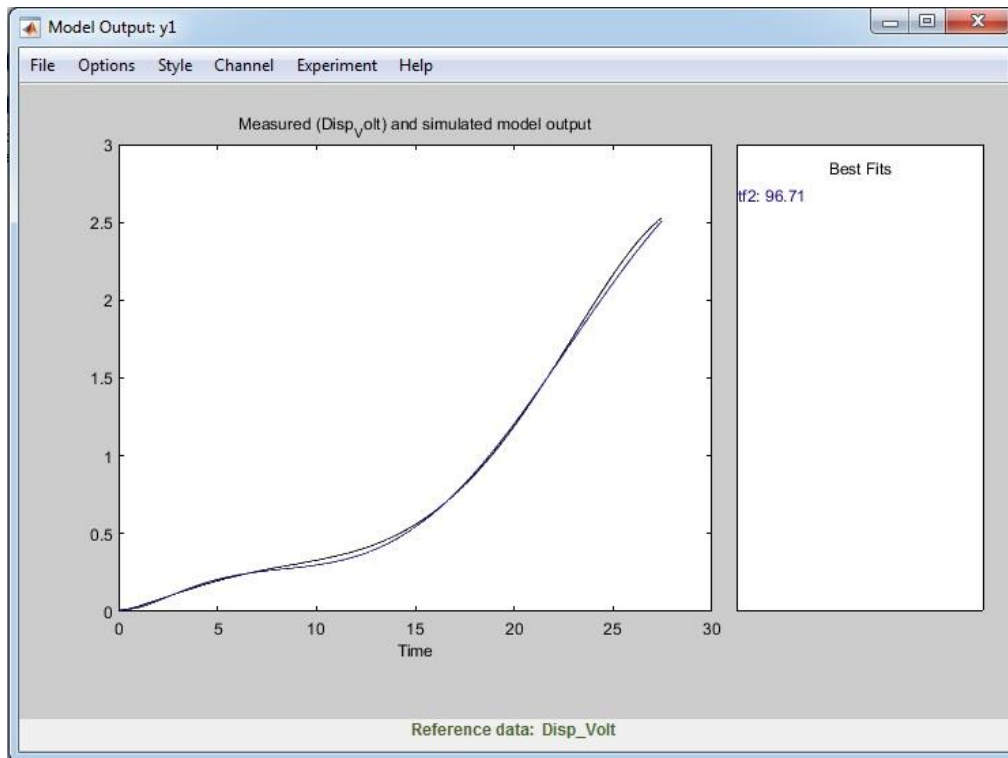 Model Output: y1
File Options Style Channel Experiment Help
Measured (Disp_Volt) and simulated model output
Best Fits
tf2: 96.71
3
2.5
2
1.5
1
0.5
0
0 5 10 15 20 25 30
Time
Reference data: Disp_Volt